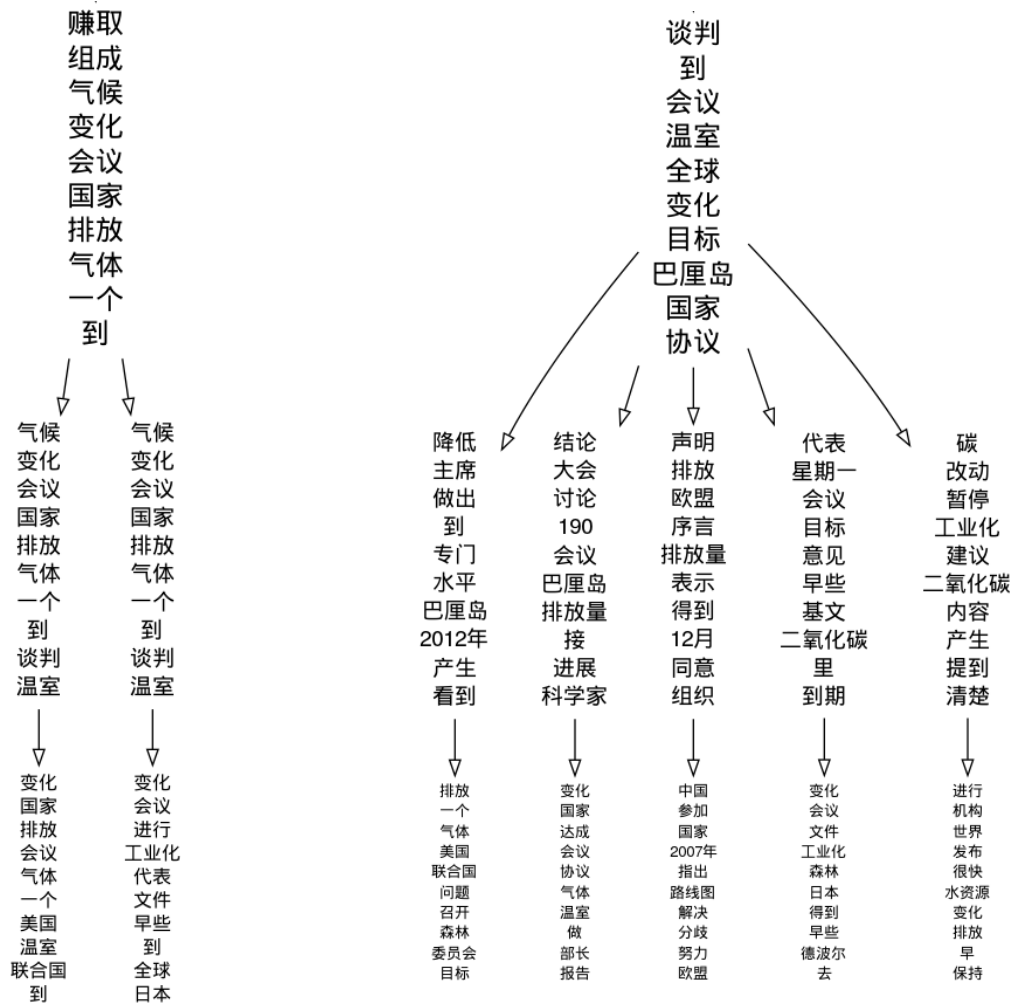 赚取
组成
气候
变化
会议
国家
排放
气体
一个
到
气候
变化
会议
国家
排放
气体
一个
到
谈判
温室
气候
变化
会议
国家
排放
气体
一个
到
谈判
温室
变化
国家
排放
会议
气体
一个
美国
温室
联合国
到
变化
会议
进行
工业化
代表
文件
早些
到
全球
日本
谈判
到
会议
温室
全球
变化
目标
巴厘岛
国家
协议
降低
主席
做出
到
专门
水平
巴厘岛
2012年
产生
看到
结论
大会
讨论
190
会议
巴厘岛
排放量
接
进展
科学家
声明
排放
欧盟
序言
排放量
表示
得到
12月
同意
组织
代表
星期一
会议
目标
意见
早些
基文
二氧化碳
里
到期
碳
改动
暂停
工业化
建议
二氧化碳
内容
产生
提到
清楚
排放
一个
气体
美国
联合国
问题
召开
森林
委员会
目标
变化
国家
达成
会议
协议
气体
温室
做
部长
报告
中国
参加
国家
2007年
指出
路线图
解决
分歧
努力
欧盟
变化
会议
文件
工业化
森林
日本
得到
早些
德波尔
去
进行
机构
世界
发布
很快
水资源
变化
排放
早
保持